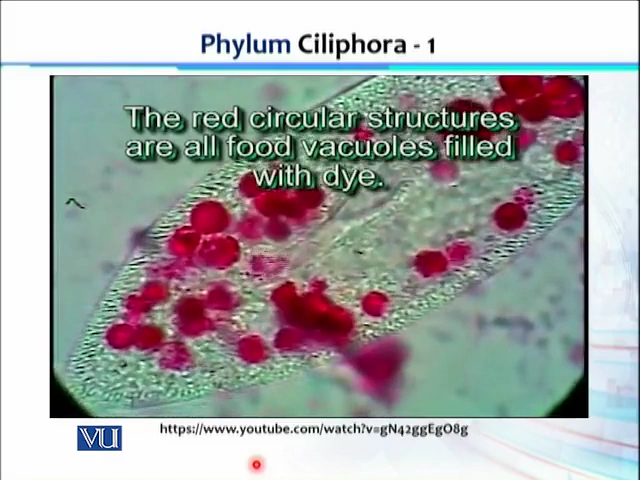 Phylum Ciliphora - 1
The red circular structures
are all food vacuoles filled
with dye.
VU
https://www.youtube.com/watch?v=gN42ggEgO8g